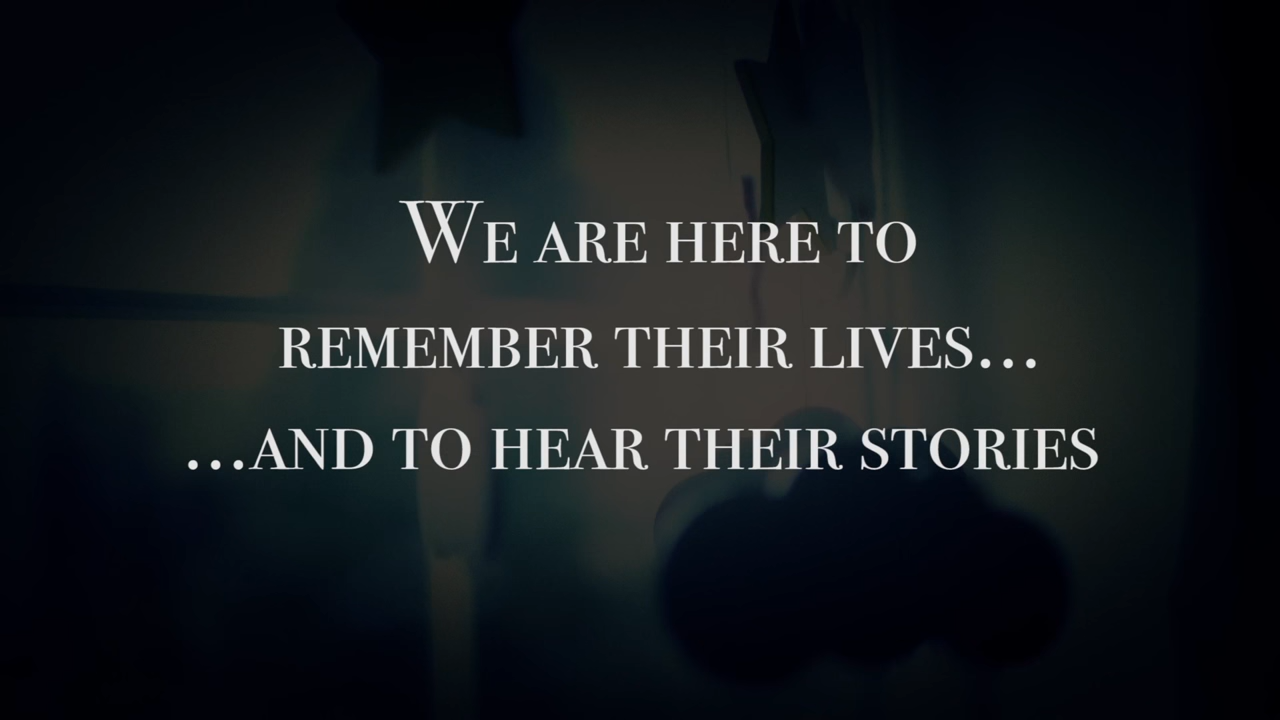 We are here to
remember their lives...
...and to hear their stories